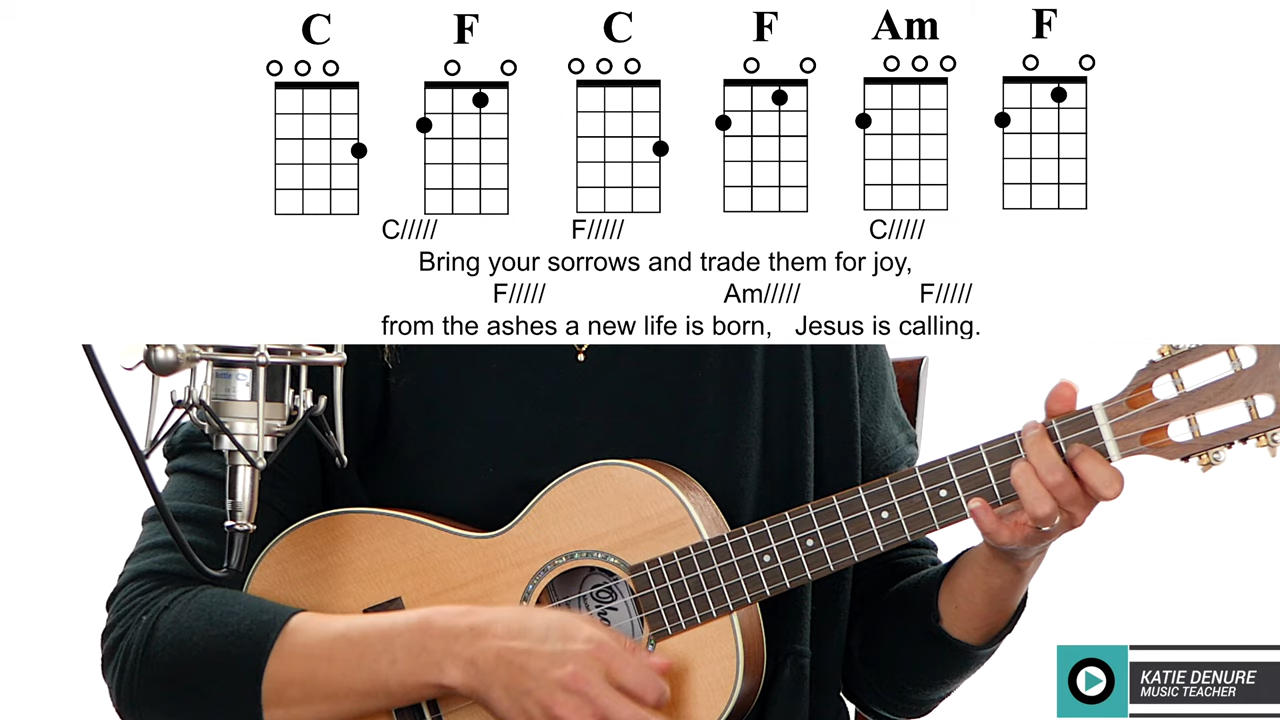 C F C F Am F
C///// F///// C/////
Bring your sorrows and trade them for joy,
F///// Am///// F/////
from the ashes a new life is born, Jesus is calling.
KATIE DENURE
MUSIC TEACHER